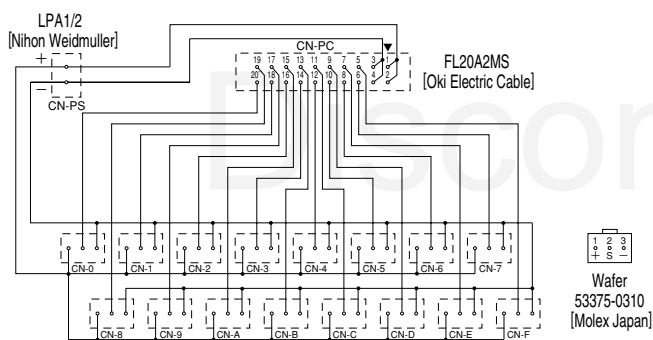 LPA1/2
[Nihon Weidmuller]
+
−
CN-PS
CN-PC
19 17 15 13 11 9 7 5 3 1
20 18 16 14 12 10 8 6 4 2
FL20A2MS
[Oki Electric Cable]
Discon
CN-0 CN-1 CN-2 CN-3 CN-4 CN-5 CN-6 CN-7
CN-8 CN-9 CN-A CN-B CN-C CN-D CN-E CN-F
1 2 3
+ S −
Wafer
53375-0310
[Molex Japan]